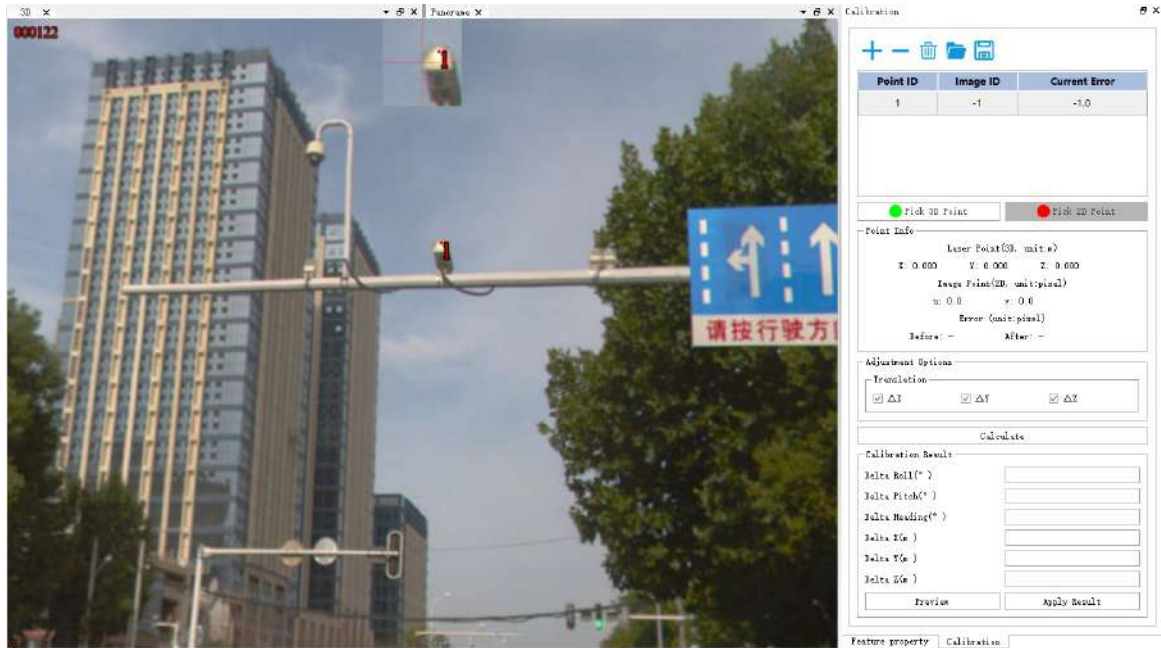 3D
Panorama
Calibration
000122
1
1
请按行驶方
Point ID Image ID Current Error
1 -1 -1.0
Pick 3D Point Pick 2D Point
Point Info
Laser Point(3D, unit:m)
X: 0.000 Y: 0.000 Z: 0.000
Image Point(2D, unit:pixel)
u: 0.0 v: 0.0
Error (unit:pixel)
Before: - After: -
Adjustment Options
Translation
△X △Y △Z
Calculate
Calibration Result
Delta Roll(° )
Delta Pitch(° )
Delta Heading(° )
Delta X(m )
Delta Y(m )
Delta Z(m )
Preview Apply Result
Feature property Calibration